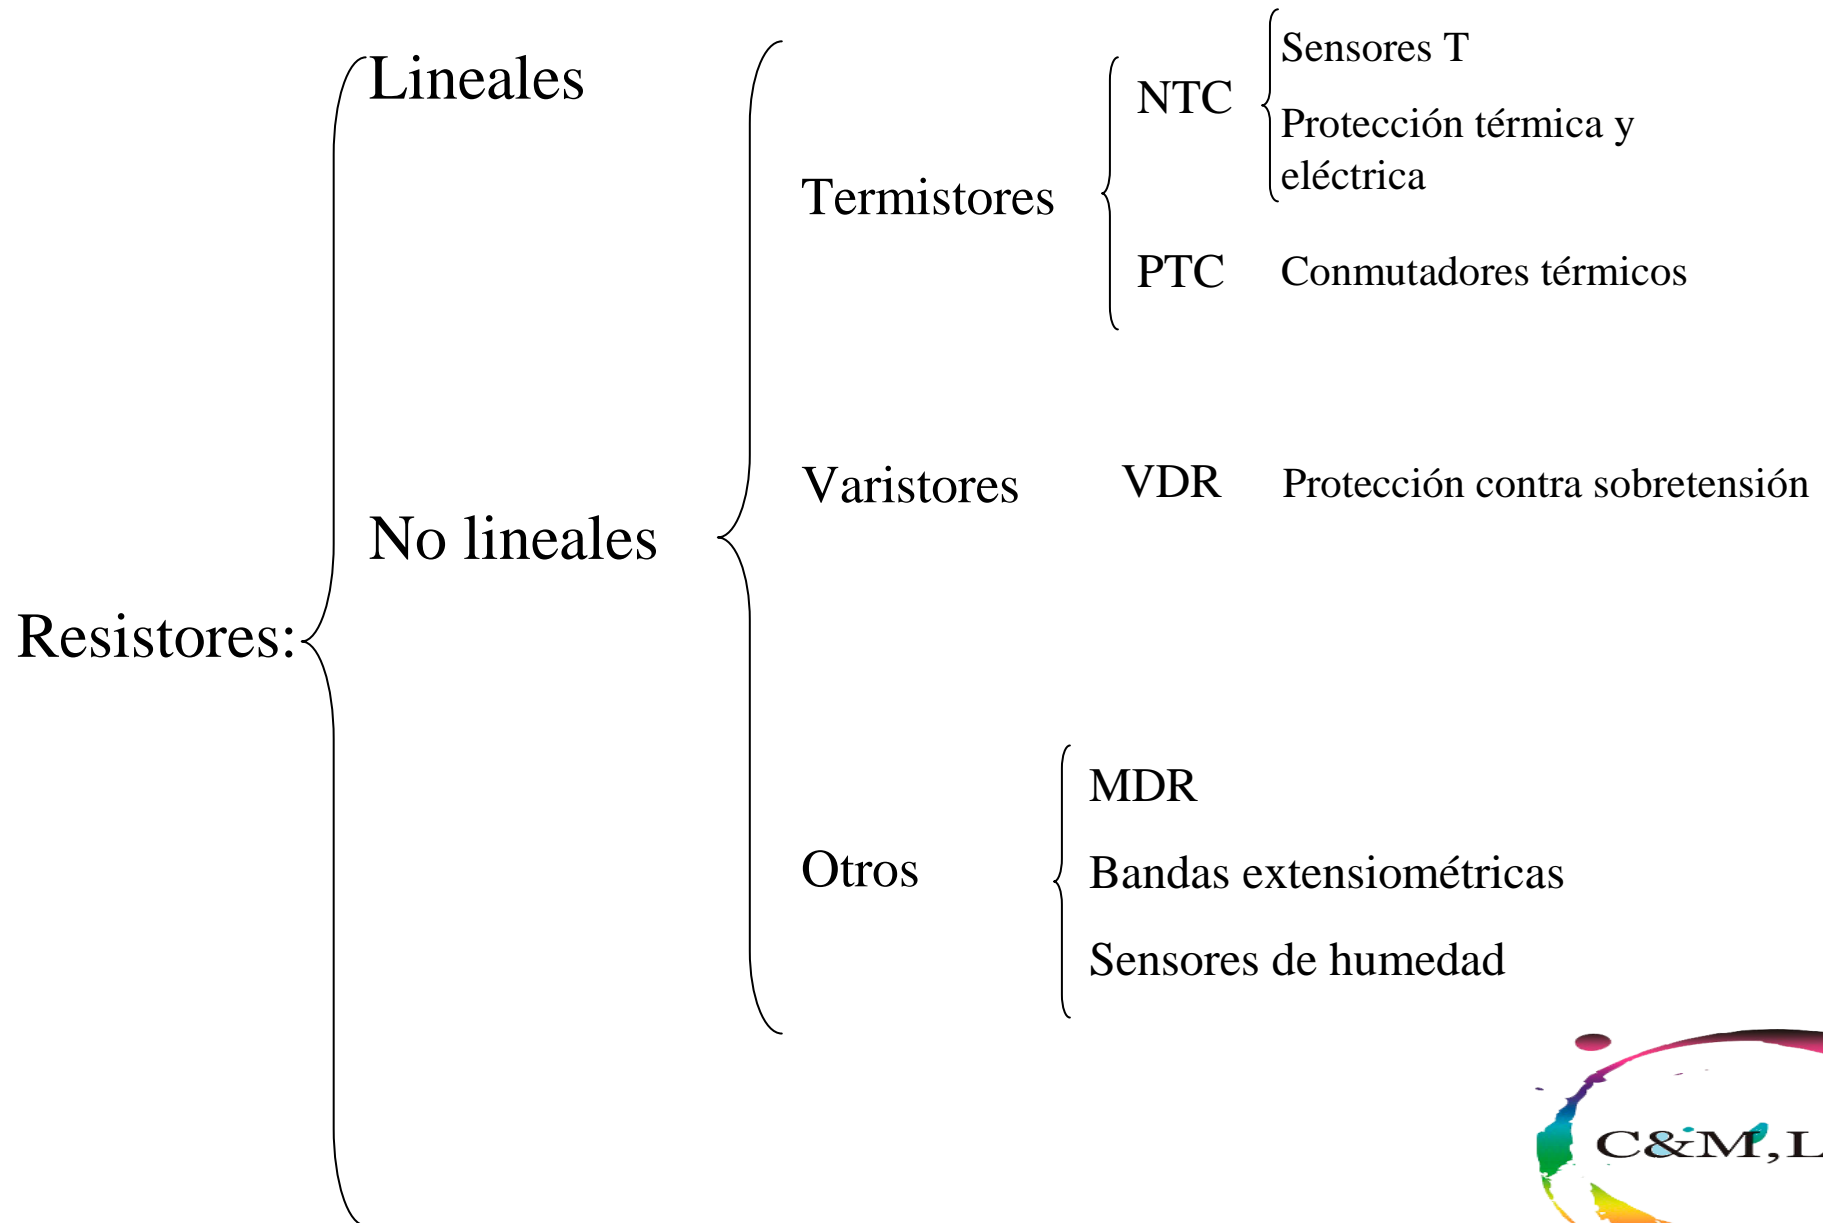 Resistores:
Lineales
No lineales
Termistores
NTC
Sensores T
Protección térmica y
eléctrica
PTC
Conmutadores térmicos
Varistores
VDR
Protección contra sobretensión
Otros
MDR
Bandas extensiométricas
Sensores de humedad
C&M,L